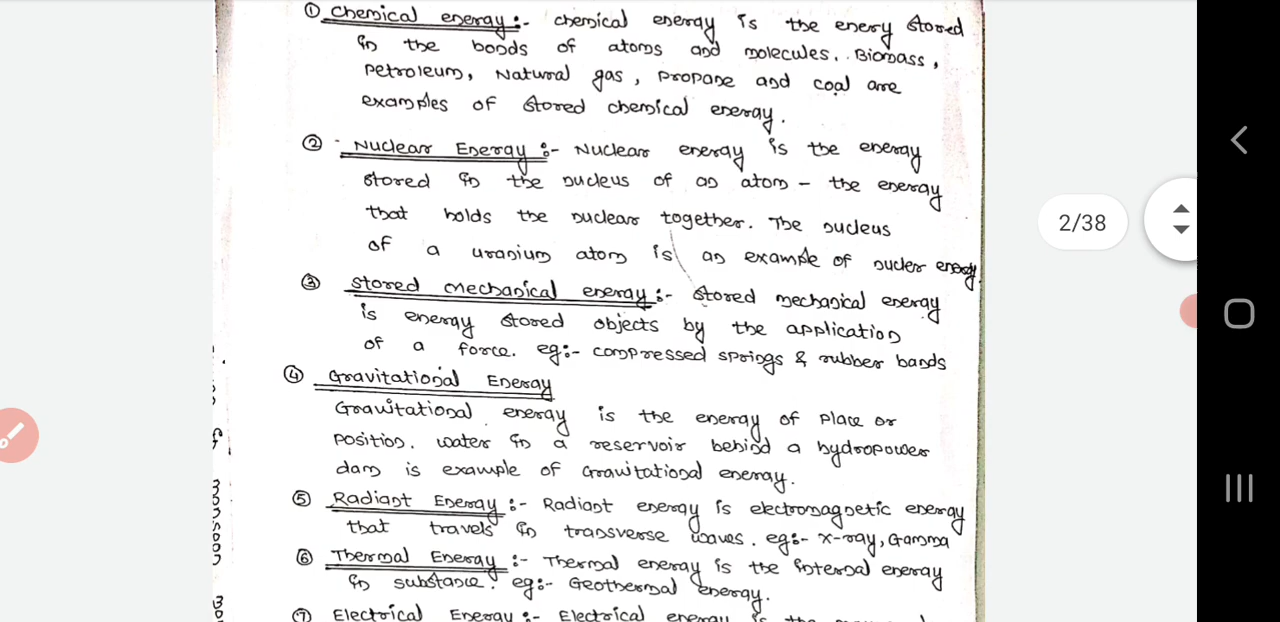 ① Chemical energy :- chemical energy is the enery stored
in the bonds of atoms and molecules. Biomass,
Petroleum, Natural gas, propane and coal are
examples of stored chemical energy.
② Nuclear Energy :- Nuclear energy is the energy
stored in the nucleus of an atom - the energy
that holds the nuclear together. The nucleus
of a uranium atom is an example of nucler energy.
③ Stored mechanical energy :- Stored mechanical energy
is energy stored objects by the application
of a force. eg:- compressed springs & rubber bands
④ Gravitational Energy
Gravitational energy is the energy of Place or
Position. water in a reservoir behind a hydropower
dam is example of Gravitational energy.
⑤ Radiant Energy :- Radiant energy is electromagnetic energy
that travels in transverse waves. eg:- x-ray, Gamma
⑥ Thermal Energy :- Thermal energy is the internal energy
in substance. eg:- Geothermal energy.
⑦ Electrical Energy :- Electrical energy is the
2/38